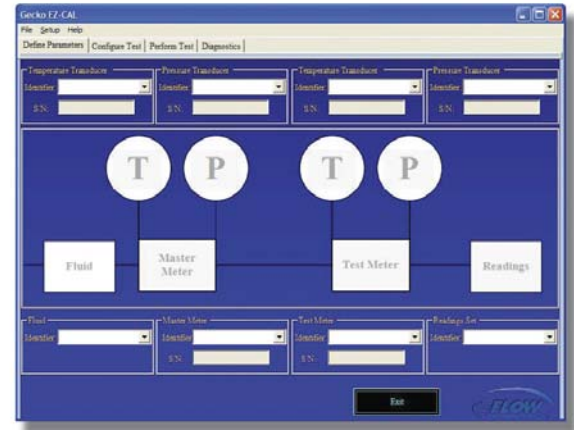 Gecko EZ-CAL
File Setup Help
Define Parameters Configure Test Perform Test Diagnostics
Temperature Transducer Pressure Transducer Temperature Transducer Pressure Transducer
Identifier Identifier Identifier Identifier
S/N: S/N: S/N: S/N:
T P T P
Fluid Master Meter Test Meter Readings
Fluid Master Meter Test Meter Readings Set
Identifier Identifier Identifier Identifier
S/N: S/N:
Exit
FLOW